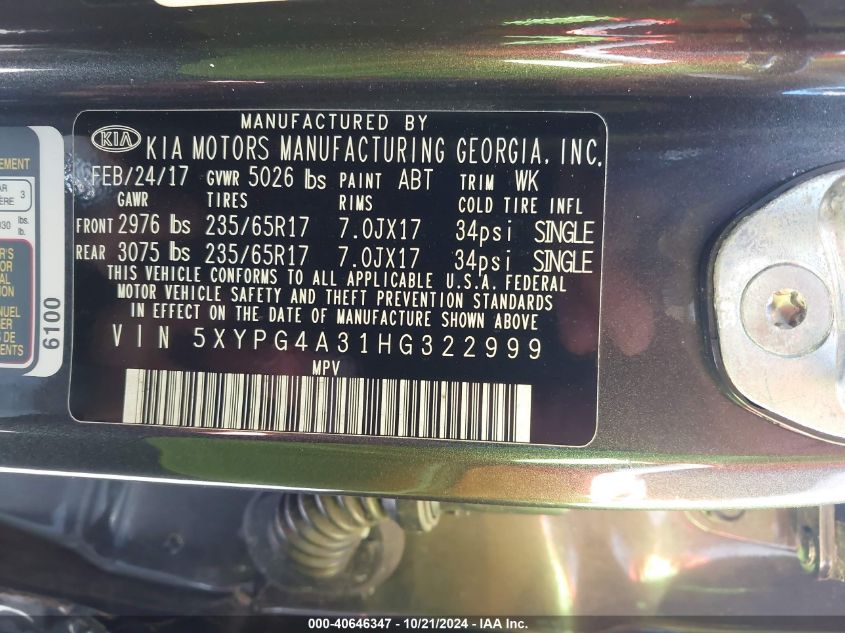 MANUFACTURED BY
KIA KIA MOTORS MANUFACTURING GEORGIA, INC.
FEB/24/17 GVWR 5026 lbs PAINT ABT TRIM WK
GAWR TIRES RIMS COLD TIRE INFL
FRONT 2976 lbs 235/65R17 7.0JX17 34psi SINGLE
REAR 3075 lbs 235/65R17 7.0JX17 34psi SINGLE
THIS VEHICLE CONFORMS TO ALL APPLICABLE U.S.A. FEDERAL
MOTOR VEHICLE SAFETY AND THEFT PREVENTION STANDARDS
IN EFFECT ON THE DATE OF MANUFACTURE SHOWN ABOVE
VIN 5XYPG4A31HG322999
MPV
6100
3
lbs.
kg
000-40646347 - 10/21/2024 - IAA Inc.